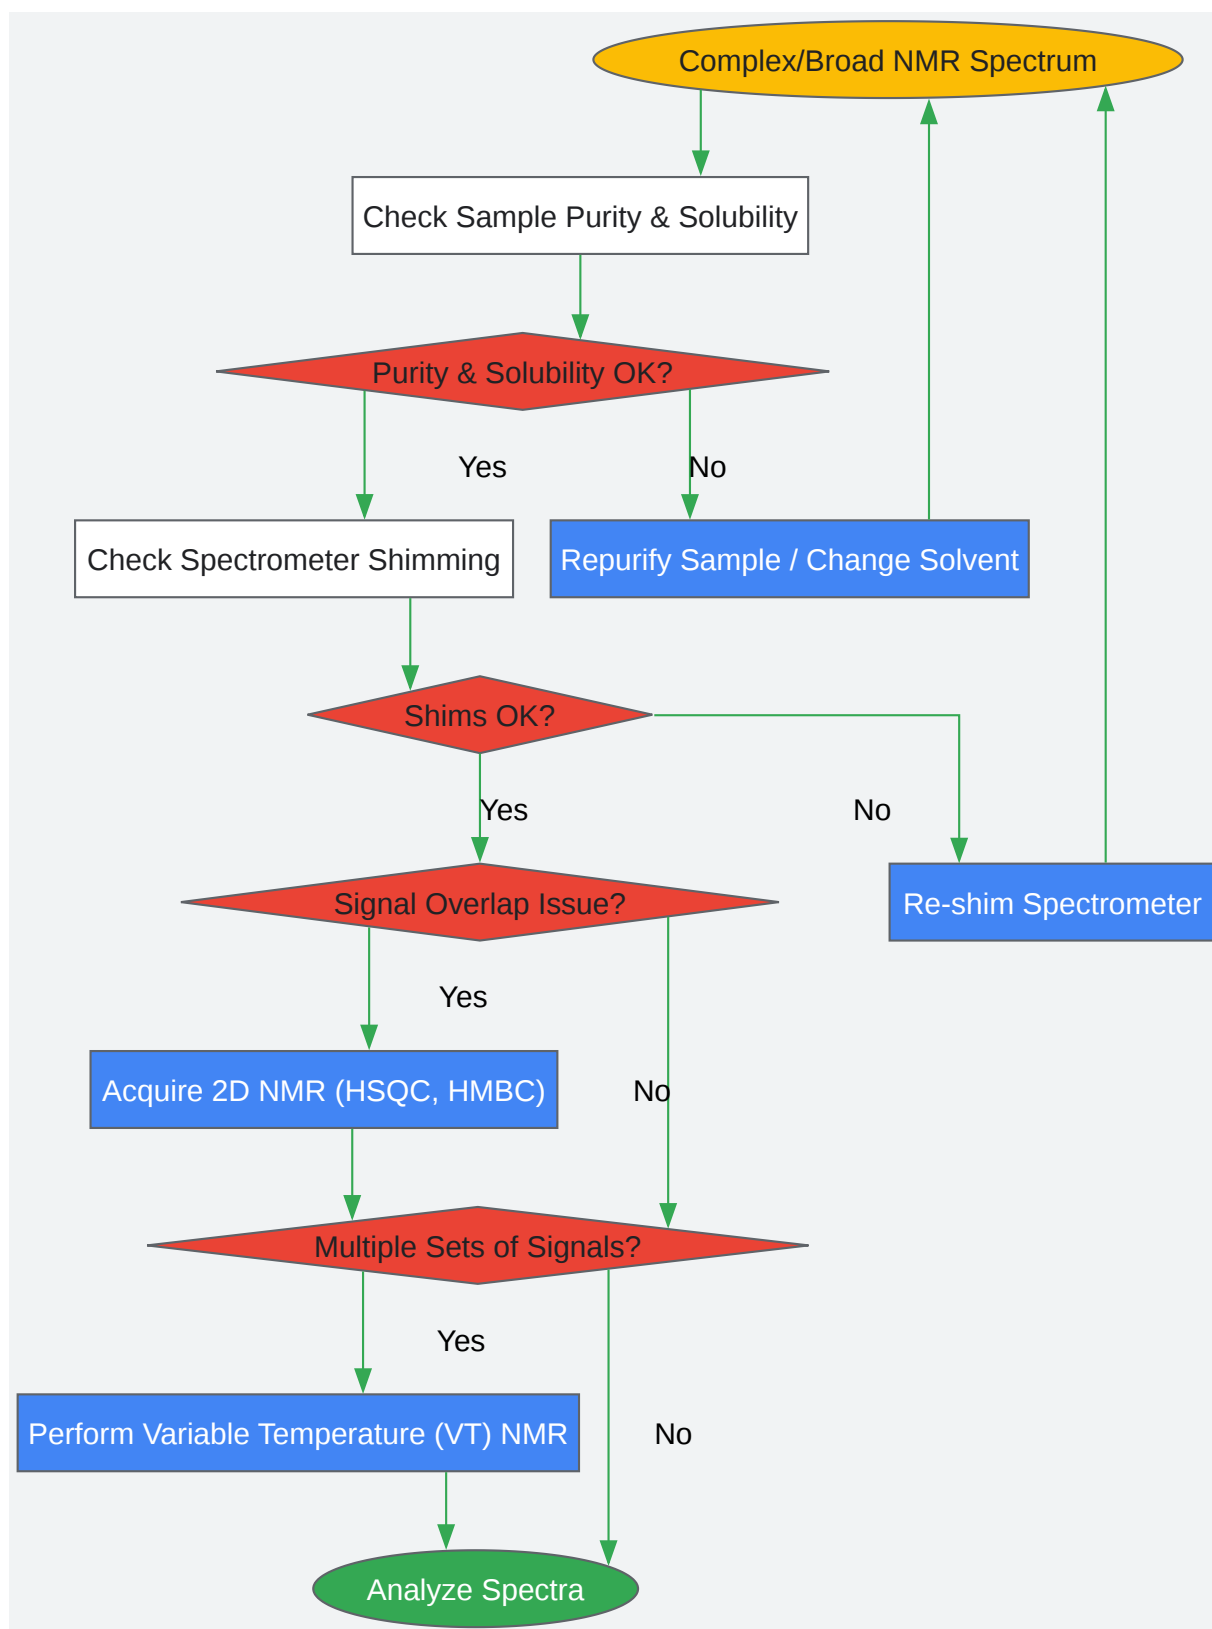 Complex/Broad NMR Spectrum
Check Sample Purity & Solubility
Purity & Solubility OK?
Yes
No
Check Spectrometer Shimming
Repurify Sample / Change Solvent
Shims OK?
Yes
No
Signal Overlap Issue?
Re-shim Spectrometer
Yes
Acquire 2D NMR (HSQC, HMBC)
No
Multiple Sets of Signals?
Yes
Perform Variable Temperature (VT) NMR
No
Analyze Spectra